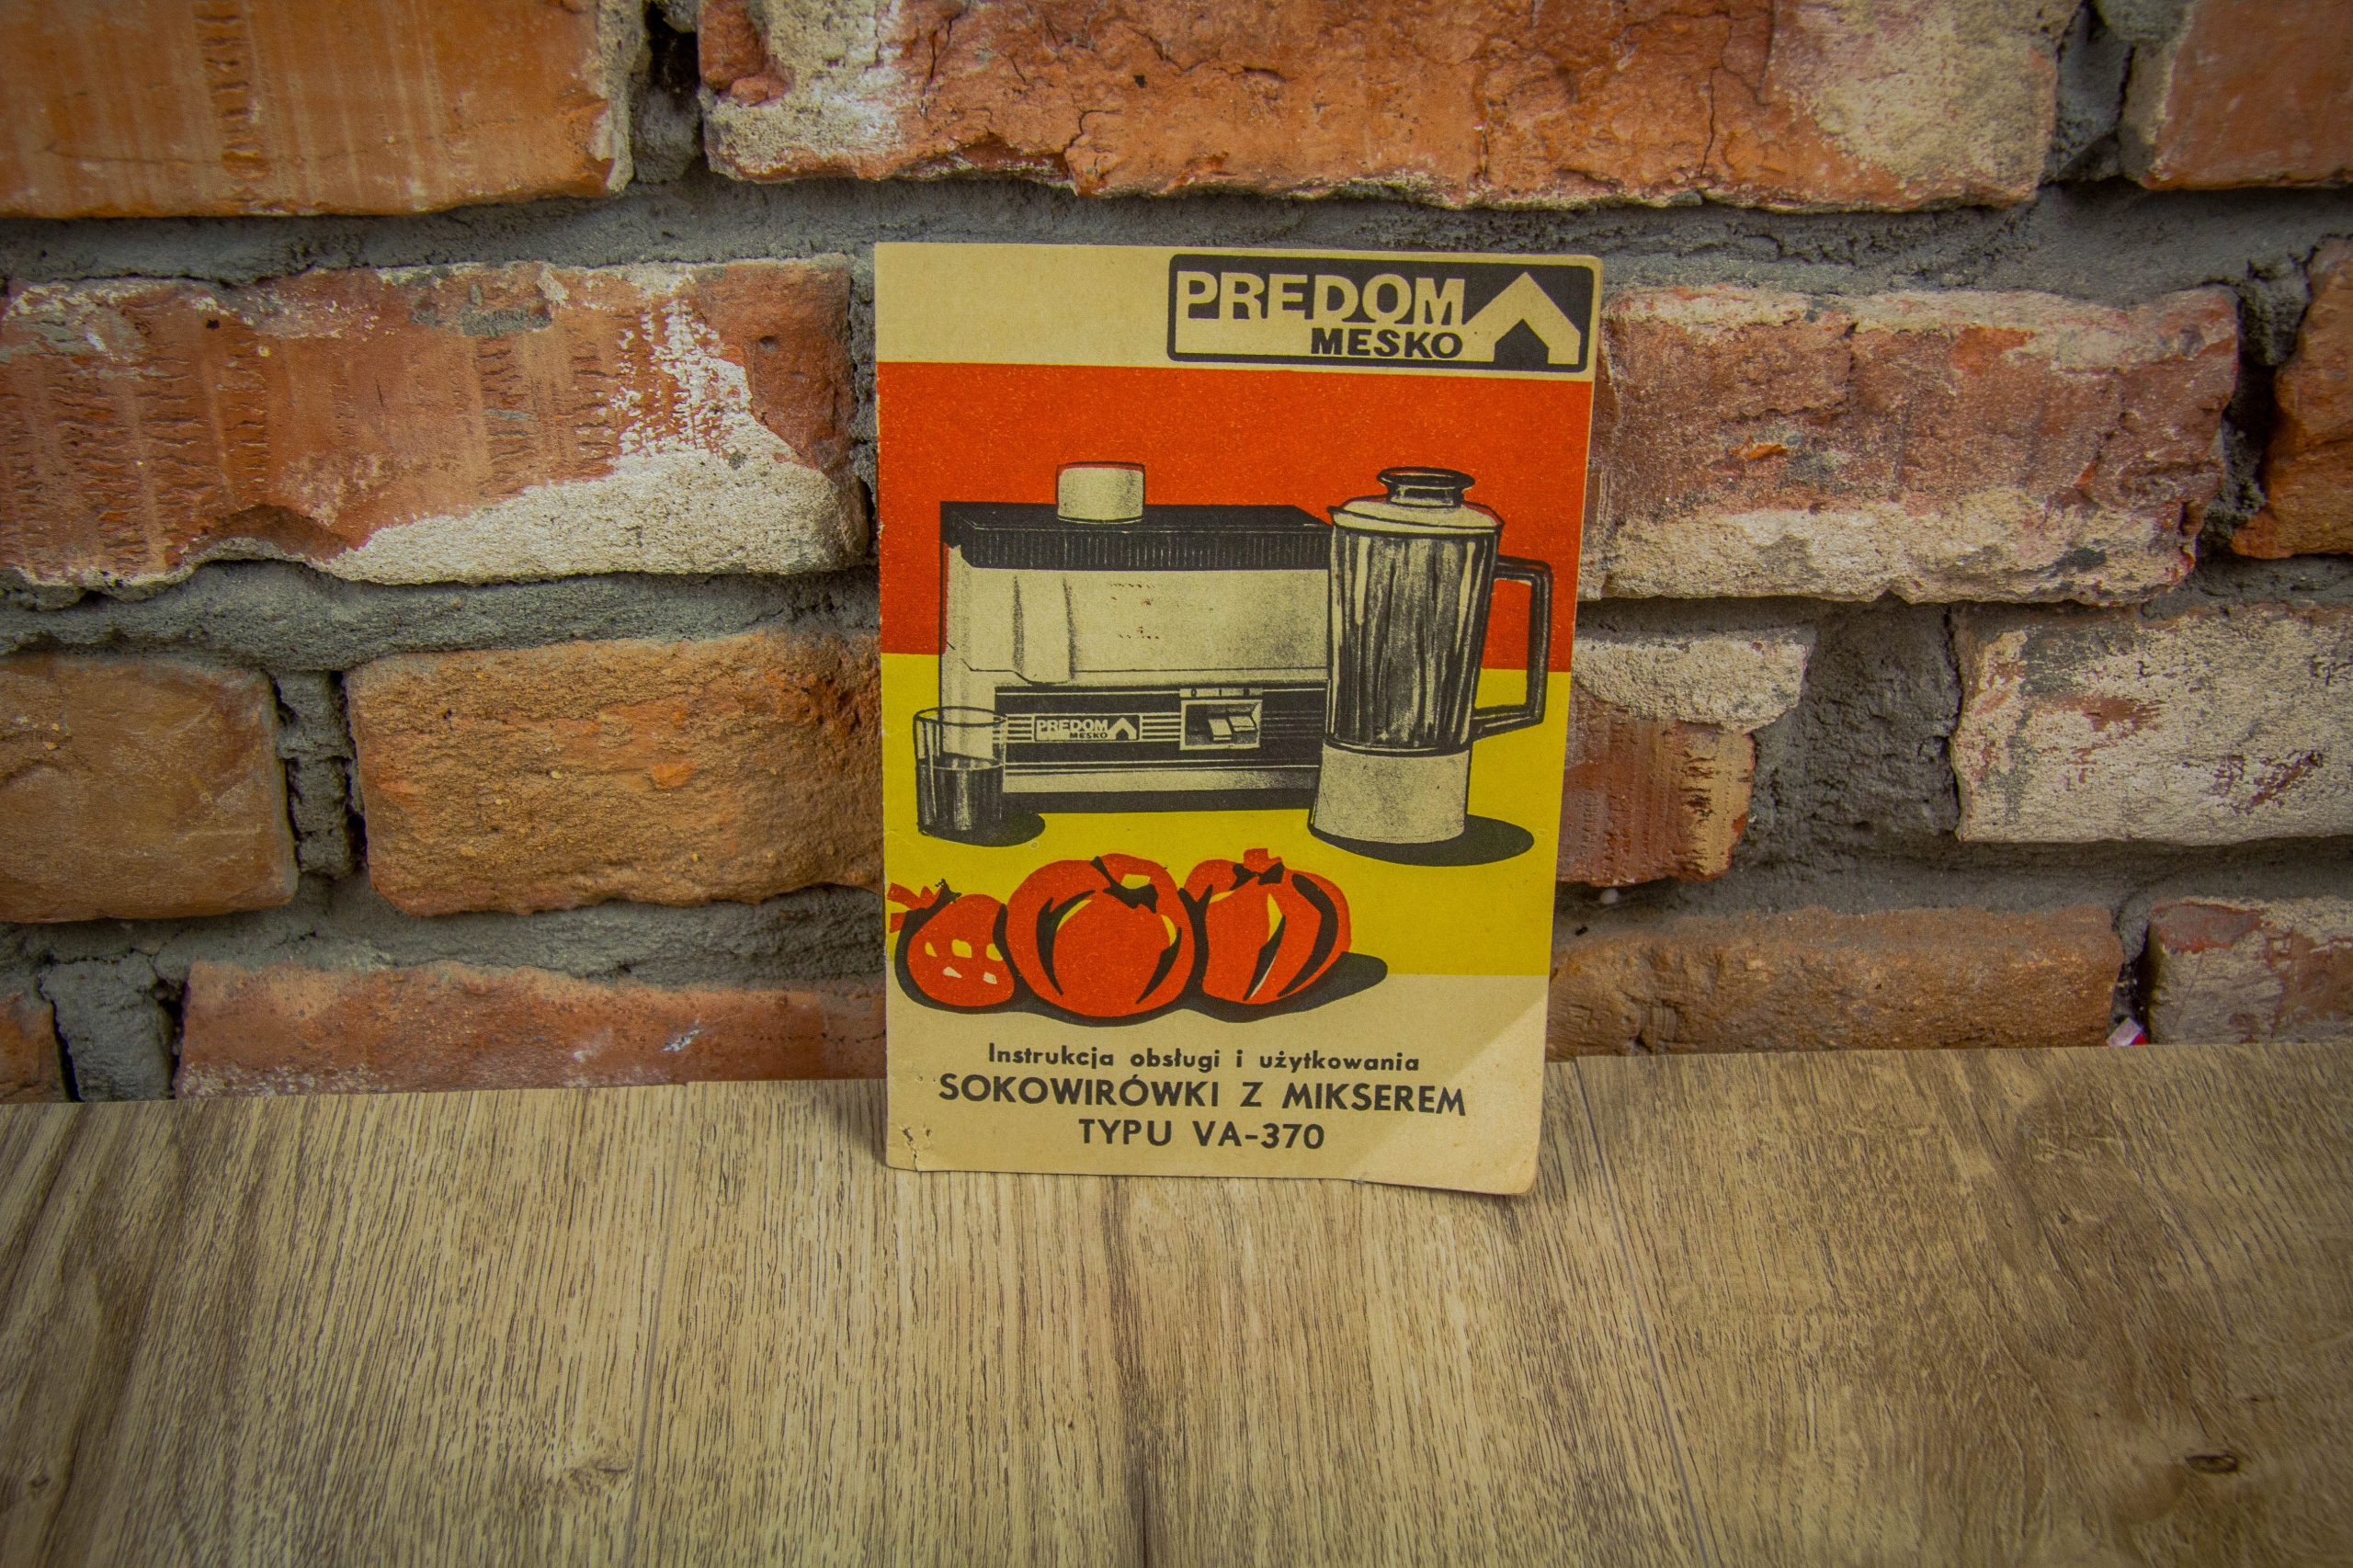 PREDOM
MESKO
PREDOM
MESKO
Instrukcja obsługi i użytkowania
SOKOWIRÓWKI Z MIKSEREM
TYPU VA-370